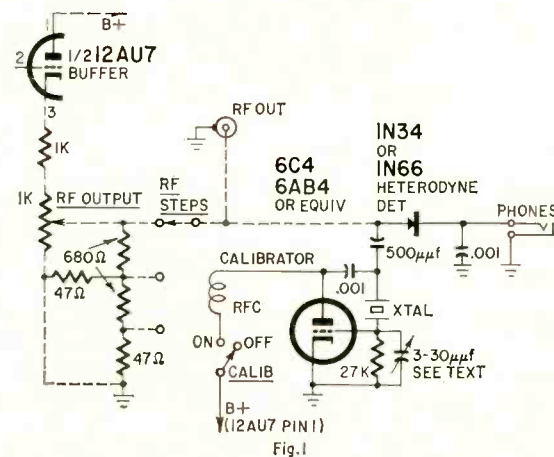 B+
1/2 12AU7
BUFFER
2
3
1K
1K
RF OUTPUT
680Ω
47Ω
47Ω
RF
STEPS
RF OUT
6C4
6AB4
OR EQUIV
1N34
OR
1N66
HETERODYNE
DET
PHONES
500μμf
.001
CALIBRATOR
.001
RFC
XTAL
ON
OFF
CALIB
27K
3-30μμf
SEE TEXT
B+
(12AU7 PIN 1)
Fig.1